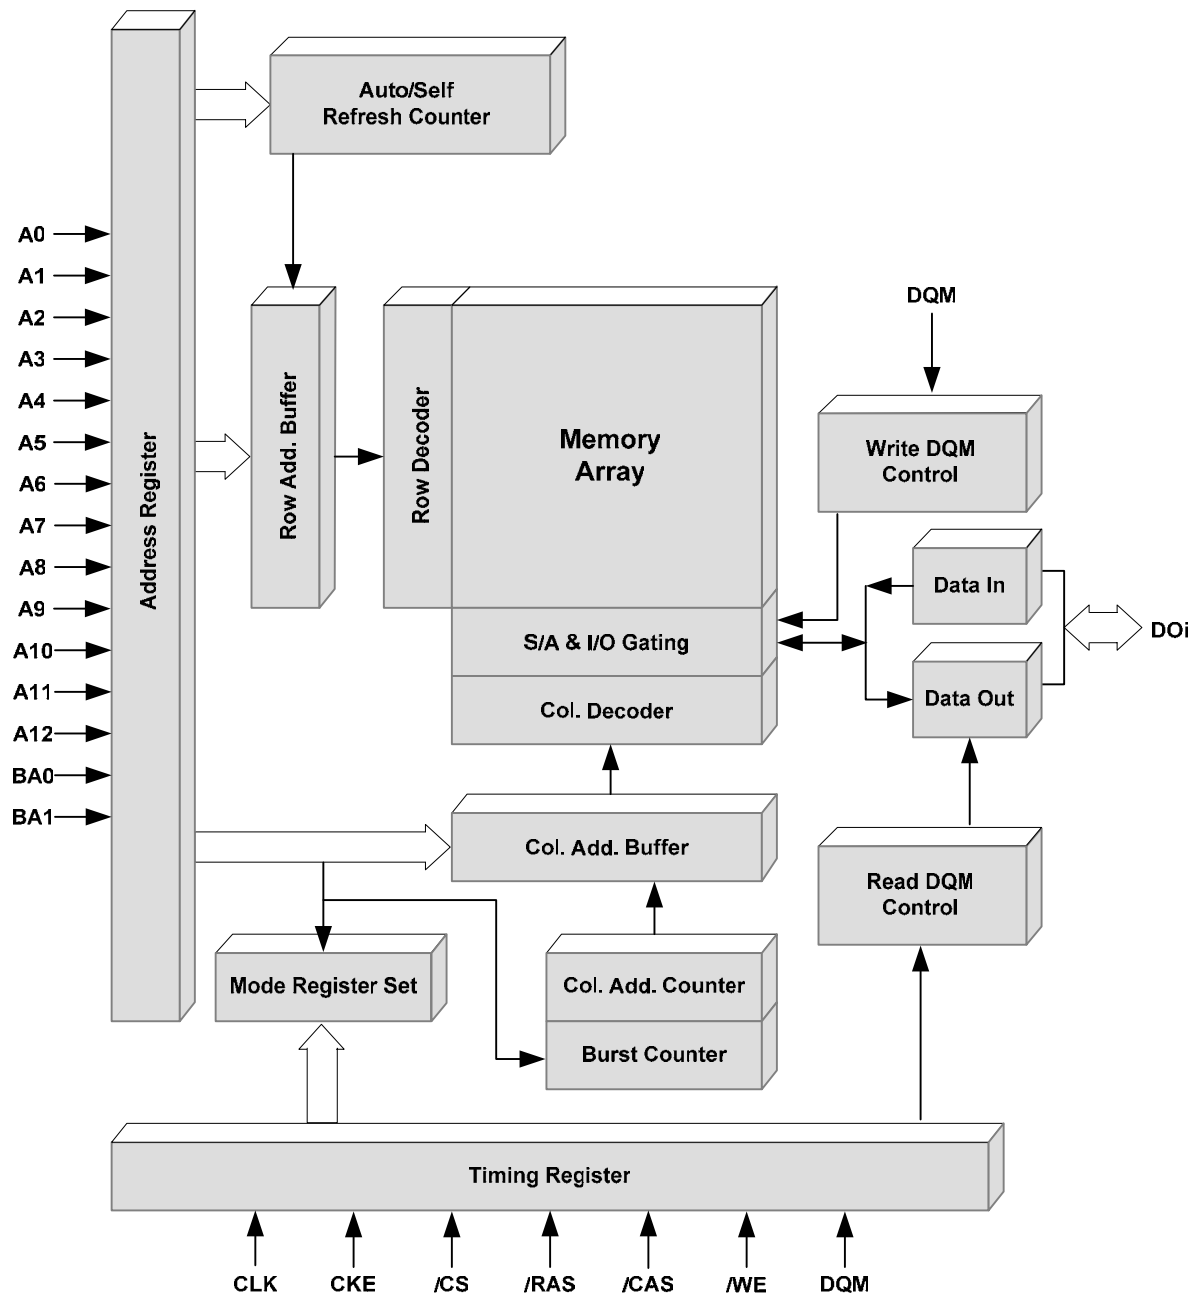 Auto/Self
Refresh Counter
A0
A1
A2
A3
A4
A5
A6
A7
A8
A9
A10
A11
A12
BA0
BA1
Address Register
Row Add. Buffer
Row Decoder
Memory
Array
S/A & I/O Gating
Col. Decoder
DQM
Write DQM
Control
Data In
Data Out
DOi
Col. Add. Buffer
Read DQM
Control
Mode Register Set
Col. Add. Counter
Burst Counter
Timing Register
CLK
CKE
/CS
/RAS
/CAS
/WE
DQM